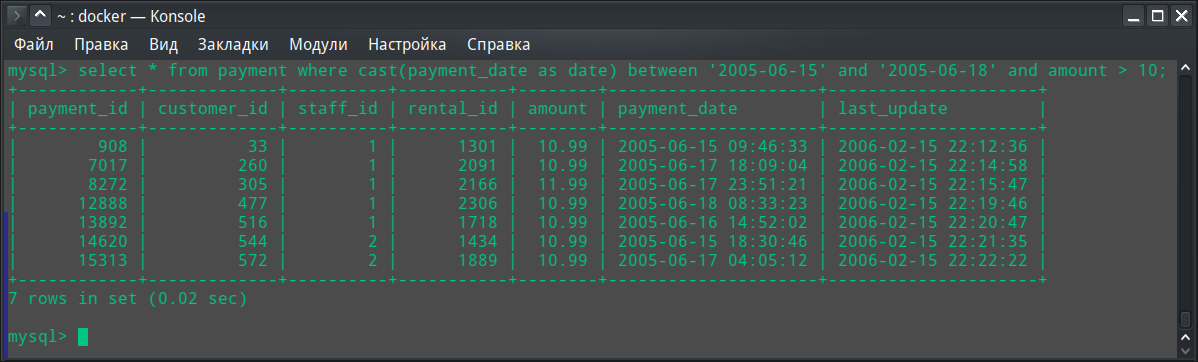 ~ : docker — Konsole
Файл Правка Вид Закладки Модули Настройка Справка
mysql> select * from payment where cast(payment_date as date) between '2005-06-15' and '2005-06-18' and amount > 10;
+------------+-------------+----------+-----------+--------+---------------------+---------------------+
| payment_id | customer_id | staff_id | rental_id | amount | payment_date        | last_update         |
+------------+-------------+----------+-----------+--------+---------------------+---------------------+
|        908 |          33 |        1 |      1301 |  10.99 | 2005-06-15 09:46:33 | 2006-02-15 22:12:36 |
|       7017 |         260 |        1 |      2091 |  10.99 | 2005-06-17 18:09:04 | 2006-02-15 22:14:58 |
|       8272 |         305 |        1 |      2166 |  11.99 | 2005-06-17 23:51:21 | 2006-02-15 22:15:47 |
|      12888 |         477 |        1 |      2306 |  10.99 | 2005-06-18 08:33:23 | 2006-02-15 22:19:46 |
|      13892 |         516 |        1 |      1718 |  10.99 | 2005-06-16 14:52:02 | 2006-02-15 22:20:47 |
|      14620 |         544 |        2 |      1434 |  10.99 | 2005-06-15 18:30:46 | 2006-02-15 22:21:35 |
|      15313 |         572 |        2 |      1889 |  10.99 | 2005-06-17 04:05:12 | 2006-02-15 22:22:22 |
+------------+-------------+----------+-----------+--------+---------------------+---------------------+
7 rows in set (0.02 sec)
mysql>